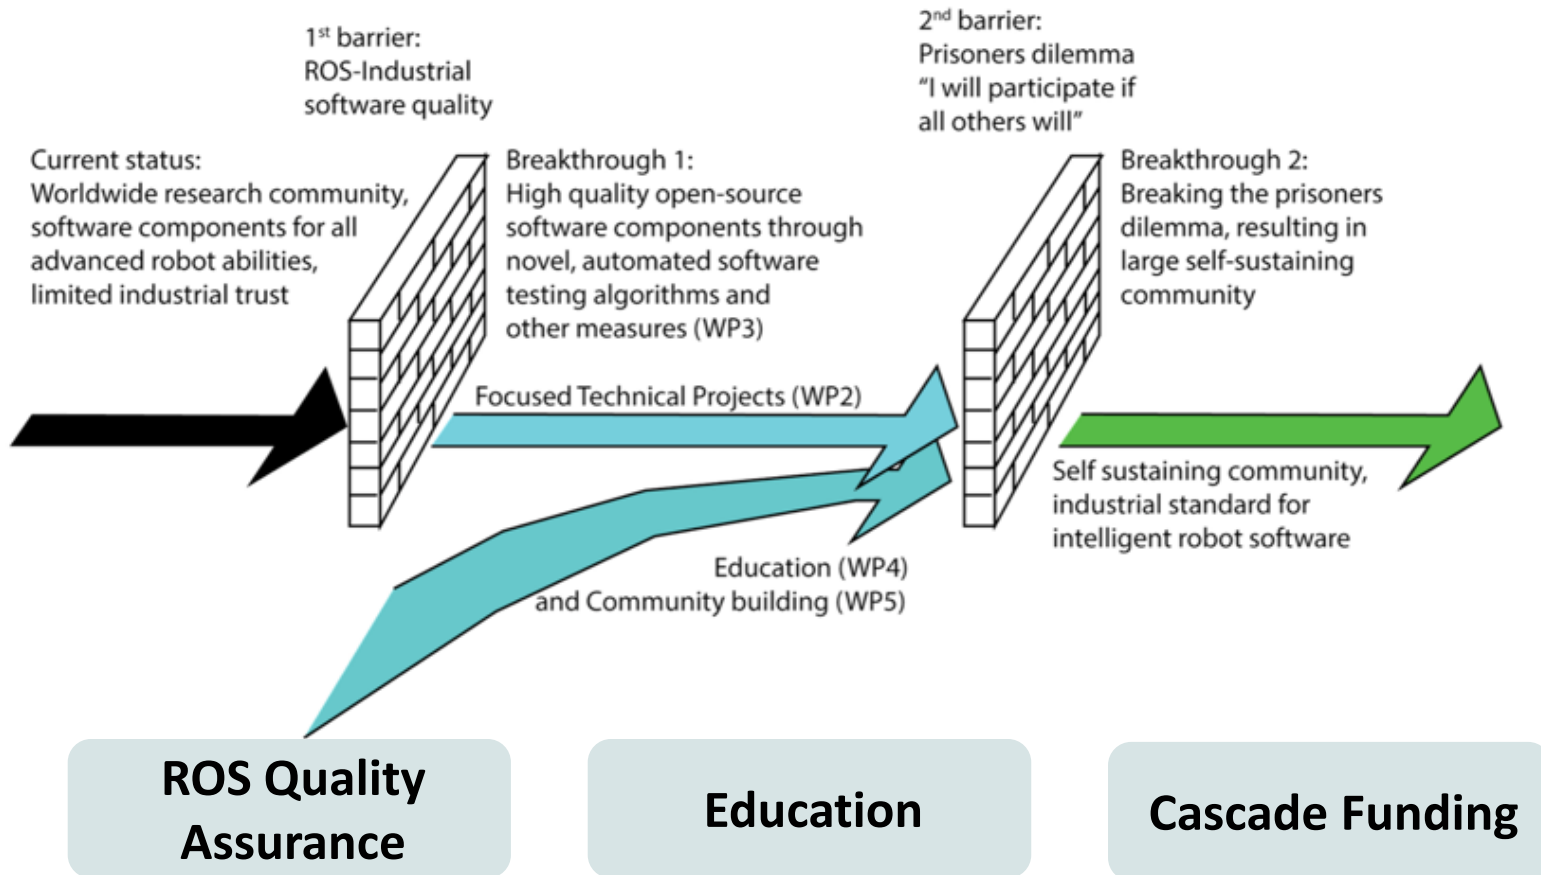 1st barrier:
ROS-Industrial
software quality
2nd barrier:
Prisoners dilemma
“I will participate if
all others will”
Current status:
Worldwide research community,
software components for all
advanced robot abilities,
limited industrial trust
Breakthrough 1:
High quality open-source
software components through
novel, automated software
testing algorithms and
other measures (WP3)
Breakthrough 2:
Breaking the prisoners
dilemma, resulting in
large self-sustaining
community
Focused Technical Projects (WP2)
Self sustaining community,
industrial standard for
intelligent robot software
Education (WP4)
and Community building (WP5)
ROS Quality
Assurance
Education
Cascade Funding